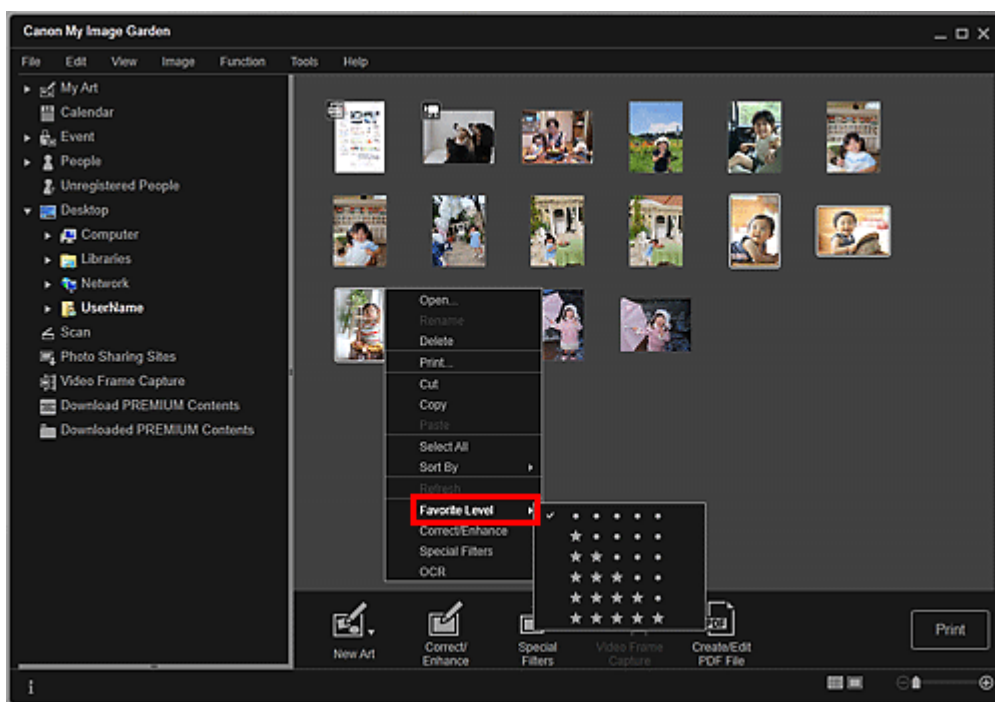 Canon My Image Garden
File Edit View Image Function Tools Help
My Art
Calendar
Event
People
Unregistered People
Desktop
Computer
Libraries
Network
UserName
Scan
Photo Sharing Sites
Video Frame Capture
Download PREMIUM Contents
Downloaded PREMIUM Contents
Open...
Rename
Delete
Print...
Cut
Copy
Paste
Select All
Sort By
Refresh
Favorite Level
Correct/Enhance
Special Filters
OCR
New Art
Correct/
Enhance
Special
Filters
Video Frame
Capture
PDF
Create/Edit
PDF File
Print